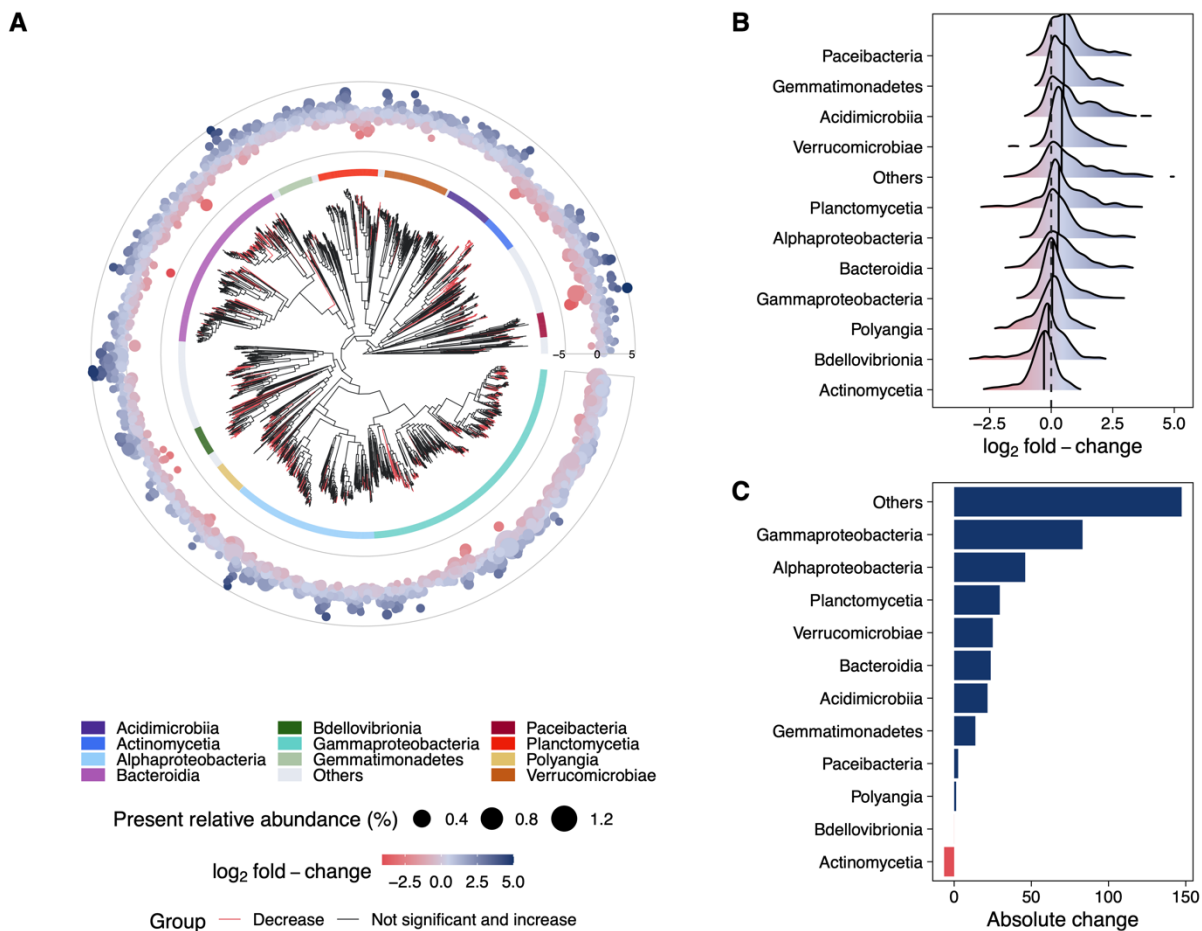 A
−5 0 5
Acidimicrobiia
Actinomycetia
Alphaproteobacteria
Bacteroidia
Bdellovibrionia
Gammaproteobacteria
Gemmatimonadetes
Others
Paceibacteria
Planctomycetia
Polyangia
Verrucomicrobiae
Present relative abundance (%) 0.4 0.8 1.2
log2 fold − change
−2.5 0.0 2.5 5.0
Group Decrease Not significant and increase
B
Paceibacteria
Gemmatimonadetes
Acidimicrobiia
Verrucomicrobiae
Others
Planctomycetia
Alphaproteobacteria
Bacteroidia
Gammaproteobacteria
Polyangia
Bdellovibrionia
Actinomycetia
−2.5 0.0 2.5 5.0
log2 fold − change
C
Others
Gammaproteobacteria
Alphaproteobacteria
Planctomycetia
Verrucomicrobiae
Bacteroidia
Acidimicrobiia
Gemmatimonadetes
Paceibacteria
Polyangia
Bdellovibrionia
Actinomycetia
0 50 100 150
Absolute change